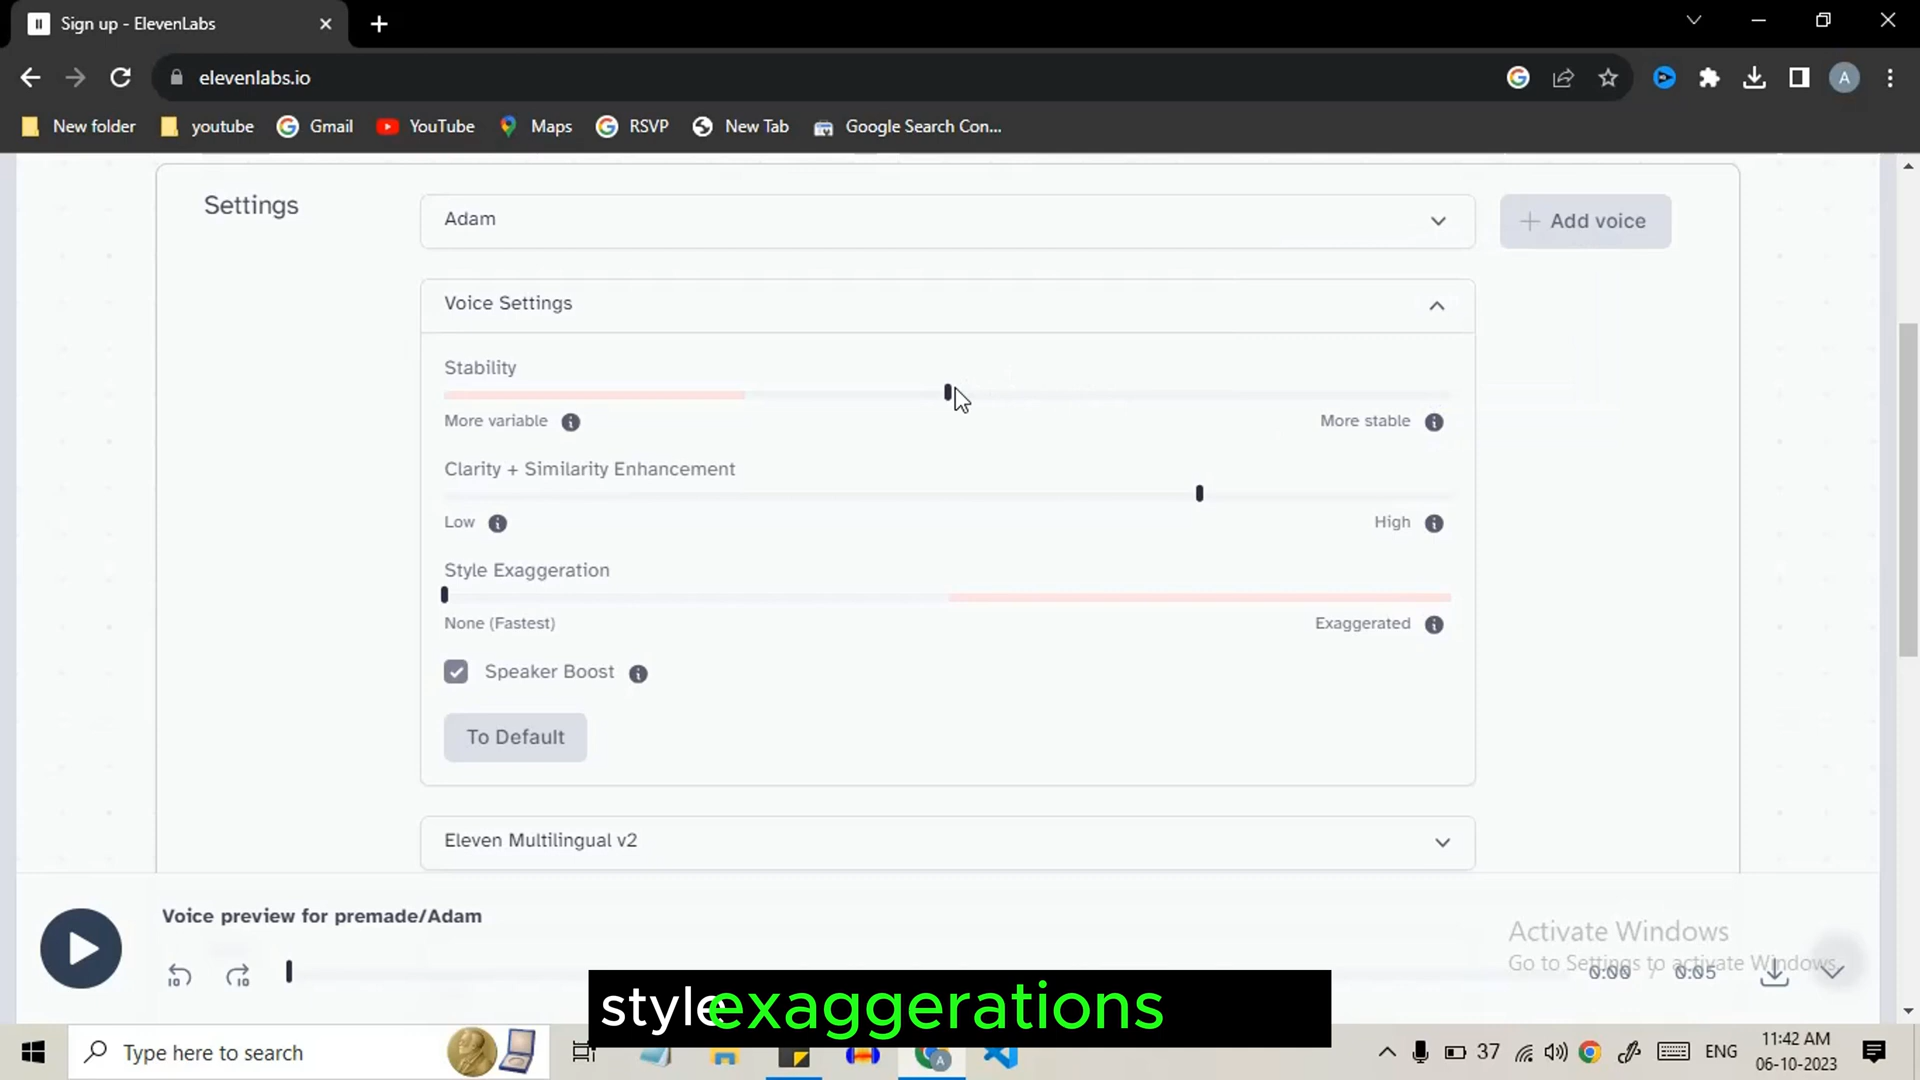 Sign up - ElevenLabs
elevenlabs.io
A
New folder
youtube
Gmail
YouTube
Maps
RSVP
New Tab
Google Search Con...
Settings
Adam
Add voice
Voice Settings
Stability
More variable
More stable
Clarity + Similarity Enhancement
Low
High
Style Exaggeration
None (Fastest)
Exaggerated
Speaker Boost
To Default
Eleven Multilingual v2
Voice preview for premade/Adam
10
10
Activate Windows
Go to Settings to activate Windows.
0:00 / 0:05
style exaggerations
Type here to search
A
37
ENG
11:42 AM
06-10-2023